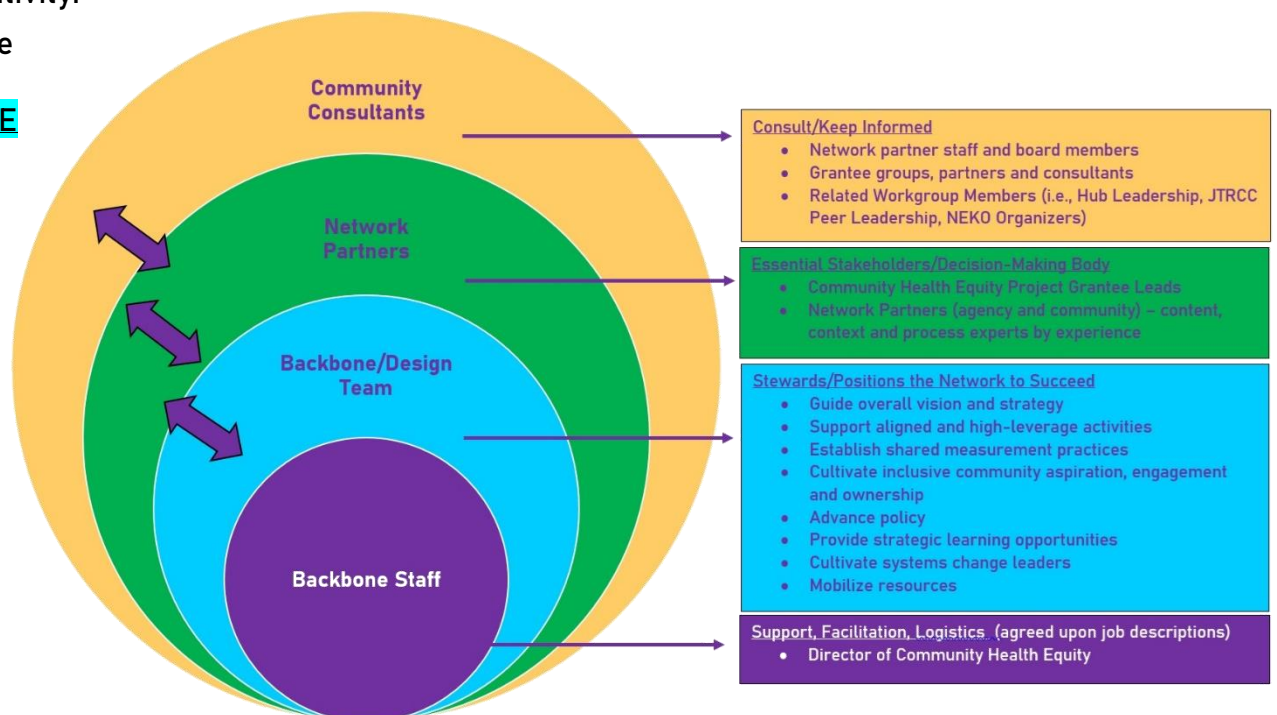 tivity.
e
E
Community
Consultants
Network
Partners
Backbone/Design
Team
Backbone Staff
Consult/Keep Informed
• Network partner staff and board members
• Grantee groups, partners and consultants
• Related Workgroup Members (i.e., Hub Leadership, JTRCC
Peer Leadership, NEKO Organizers)
Essential Stakeholders/Decision-Making Body
• Community Health Equity Project Grantee Leads
• Network Partners (agency and community) – content,
context and process experts by experience
Stewards/Positions the Network to Succeed
• Guide overall vision and strategy
• Support aligned and high-leverage activities
• Establish shared measurement practices
• Cultivate inclusive community aspiration, engagement
and ownership
• Advance policy
• Provide strategic learning opportunities
• Cultivate systems change leaders
• Mobilize resources
Support, Facilitation, Logistics (agreed upon job descriptions)
• Director of Community Health Equity